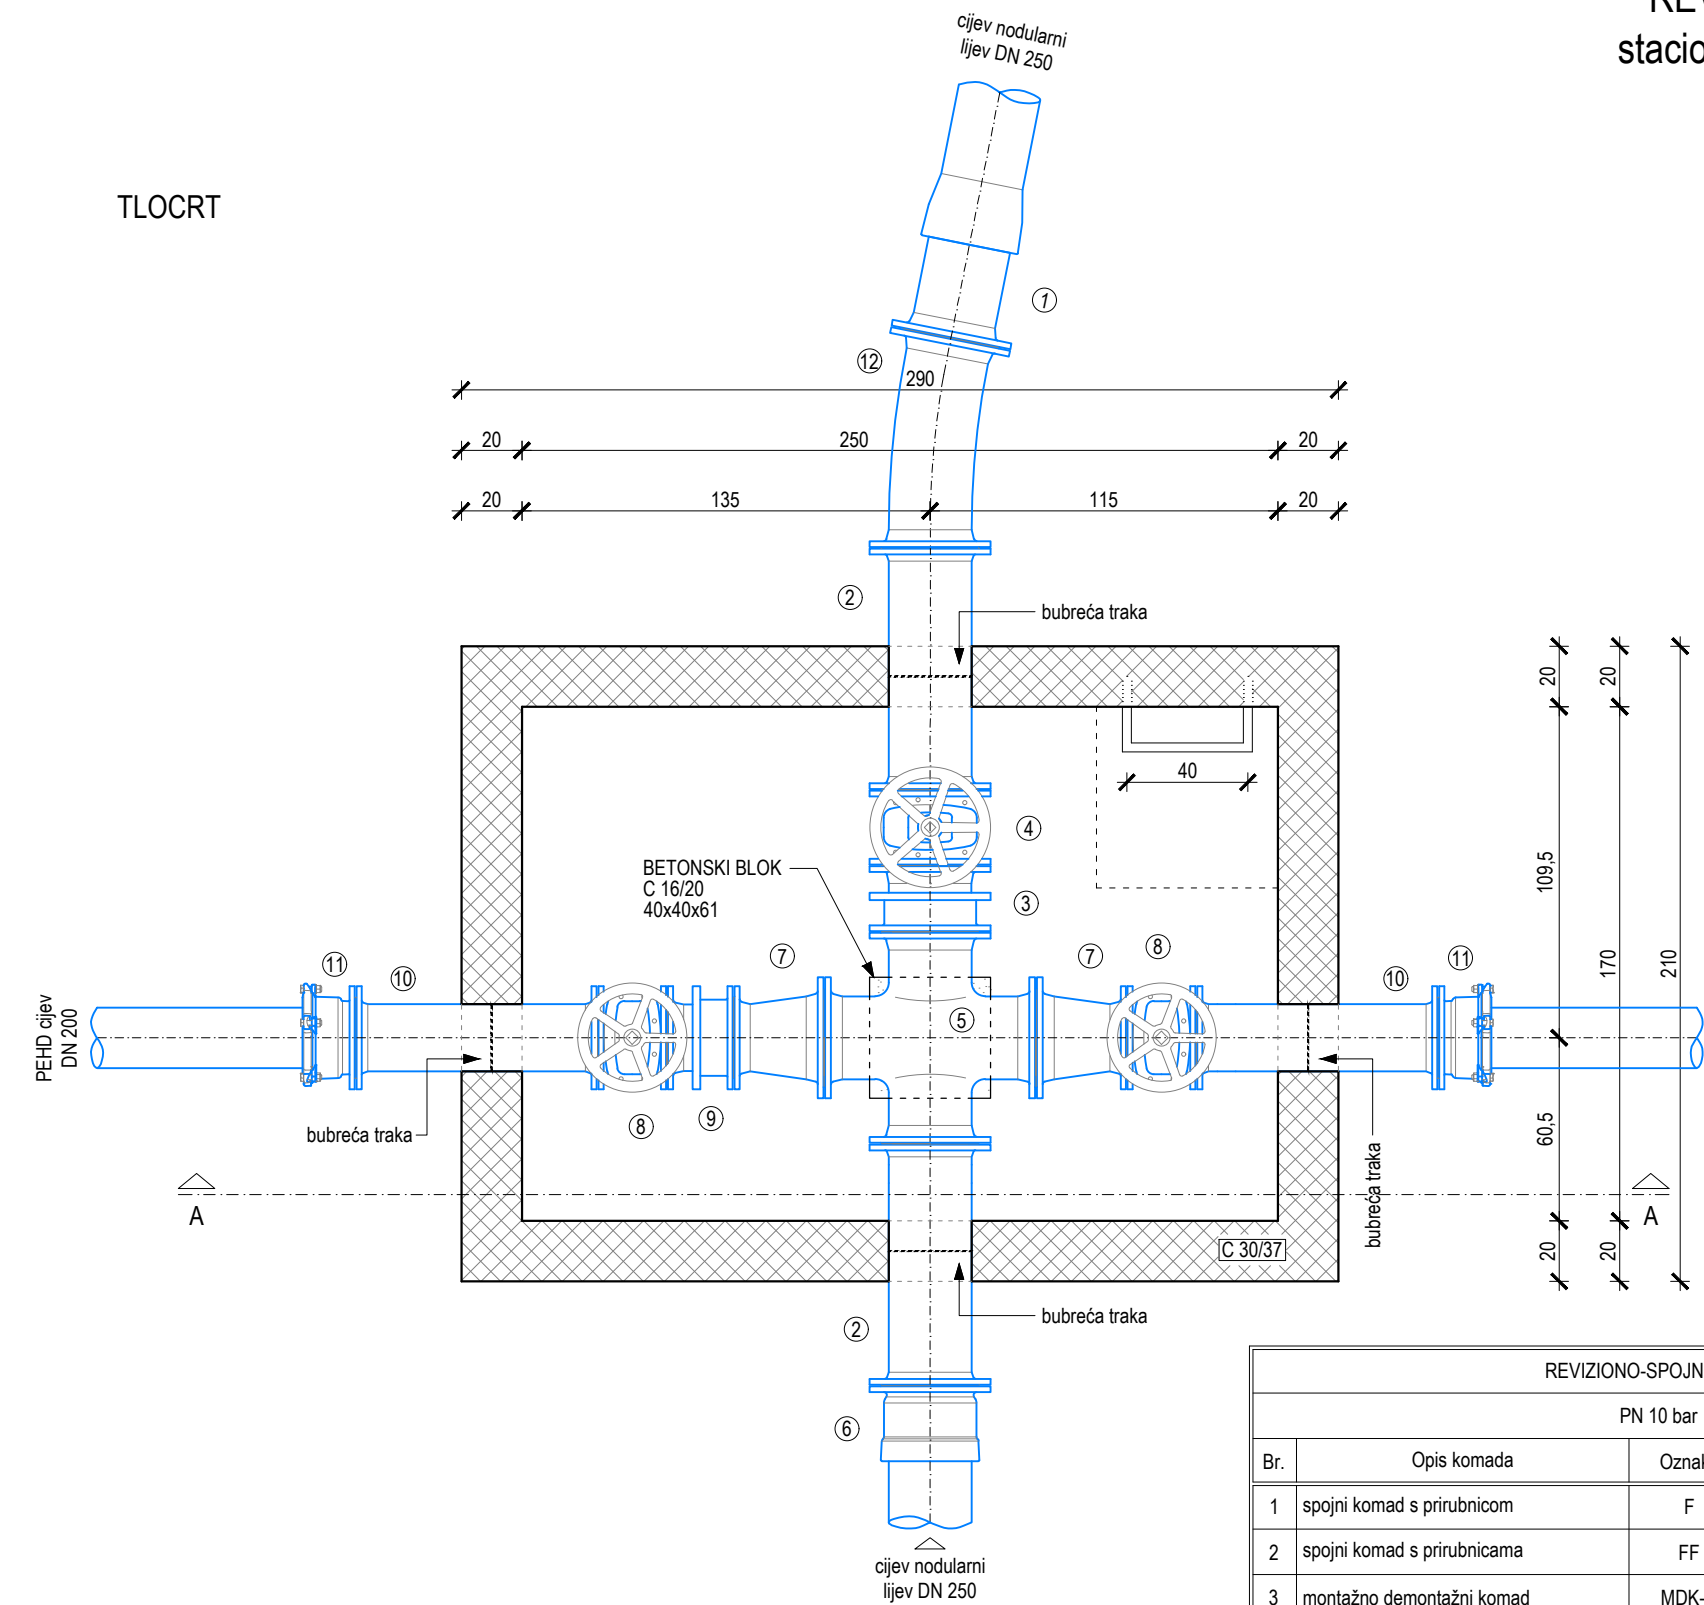 cijev nodularni
lijev DN 250
TLOCRT
1
12
290
20
250
20
20
135
115
20
2
bubreća traka
20
20
40
4
BETONSKI BLOK
C 16/20
40x40x61
109,5
3
7
7
8
170
210
11
10
10
11
PEHD cijev
DN 200
5
8
9
bubreća traka
60,5
bubreća traka
A
A
C 30/37
20
20
2
bubreća traka
6
cijev nodularni
lijev DN 250
REVIZIONO-SPOJN
PN 10 bar
Br.
Opis komada
1
spojni komad s prirubnicom
F
2
spojni komad s prirubnicama
FF
3
montažno demontažni komad